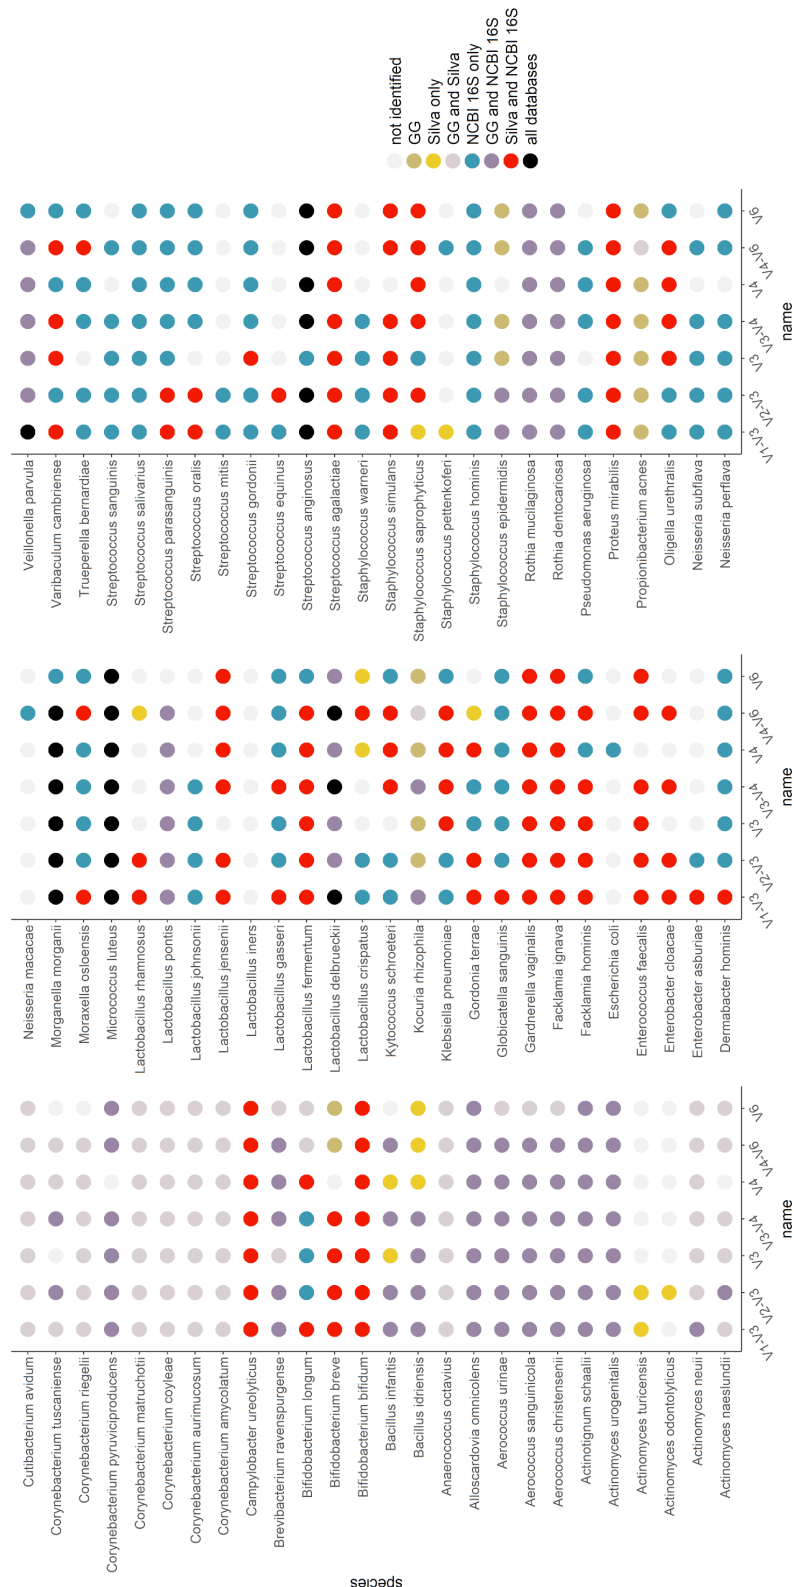 Veillonella parvula
Varibaculum cambriense
Trueperella bernardiae
Streptococcus sanguinis
Streptococcus salivarius
Streptococcus parasanguinis
Streptococcus oralis
Streptococcus mitis
Streptococcus gordonii
Streptococcus equinus
Streptococcus anginosus
Streptococcus agalactiae
Staphylococcus warneri
Staphylococcus simulans
Staphylococcus saprophyticus
Staphylococcus pettenkoferi
Staphylococcus hominis
Staphylococcus epidermidis
Rothia mucilaginosa
Rothia dentocariosa
Pseudomonas aeruginosa
Proteus mirabilis
Propionibacterium acnes
Oligella urethralis
Neisseria subflava
Neisseria perflava
V1-V3
V2-V3
V3
V3-V4
V4
V4-V6
V6
name
not identified
GG
Silva only
GG and Silva
NCBI 16S only
GG and NCBI 16S
Silva and NCBI 16S
all databases
Neisseria macacae
Morganella morganii
Moraxella osloensis
Micrococcus luteus
Lactobacillus rhamnosus
Lactobacillus pontis
Lactobacillus johnsonii
Lactobacillus jensenii
Lactobacillus iners
Lactobacillus gasseri
Lactobacillus fermentum
Lactobacillus delbrueckii
Lactobacillus crispatus
Kytococcus schroeteri
Kocuria rhizophila
Klebsiella pneumoniae
Gordonia terrae
Globicatella sanguinis
Gardnerella vaginalis
Facklamia ignava
Facklamia hominis
Escherichia coli
Enterococcus faecalis
Enterobacter cloacae
Enterobacter asburiae
Dermabacter hominis
V1-V3
V2-V3
V3
V3-V4
V4
V4-V6
V6
name
Cutibacterium avidum
Corynebacterium tuscaniense
Corynebacterium riegelii
Corynebacterium pyruviciproducens
Corynebacterium matruchotii
Corynebacterium coyleae
Corynebacterium aurimucosum
Corynebacterium amycolatum
Campylobacter ureolyticus
Brevibacterium ravenspurgense
Bifidobacterium longum
Bifidobacterium breve
Bifidobacterium bifidum
Bacillus infantis
Bacillus idriensis
Anaerococcus octavius
Alloscardovia omnicolens
Aerococcus urinae
Aerococcus sanguinicola
Aerococcus christensenii
Actinotignum schaalii
Actinomyces urogenitalis
Actinomyces turicensis
Actinomyces odontolyticus
Actinomyces neuii
Actinomyces naeslundii
V1-V3
V2-V3
V3
V3-V4
V4
V4-V6
V6
name
species